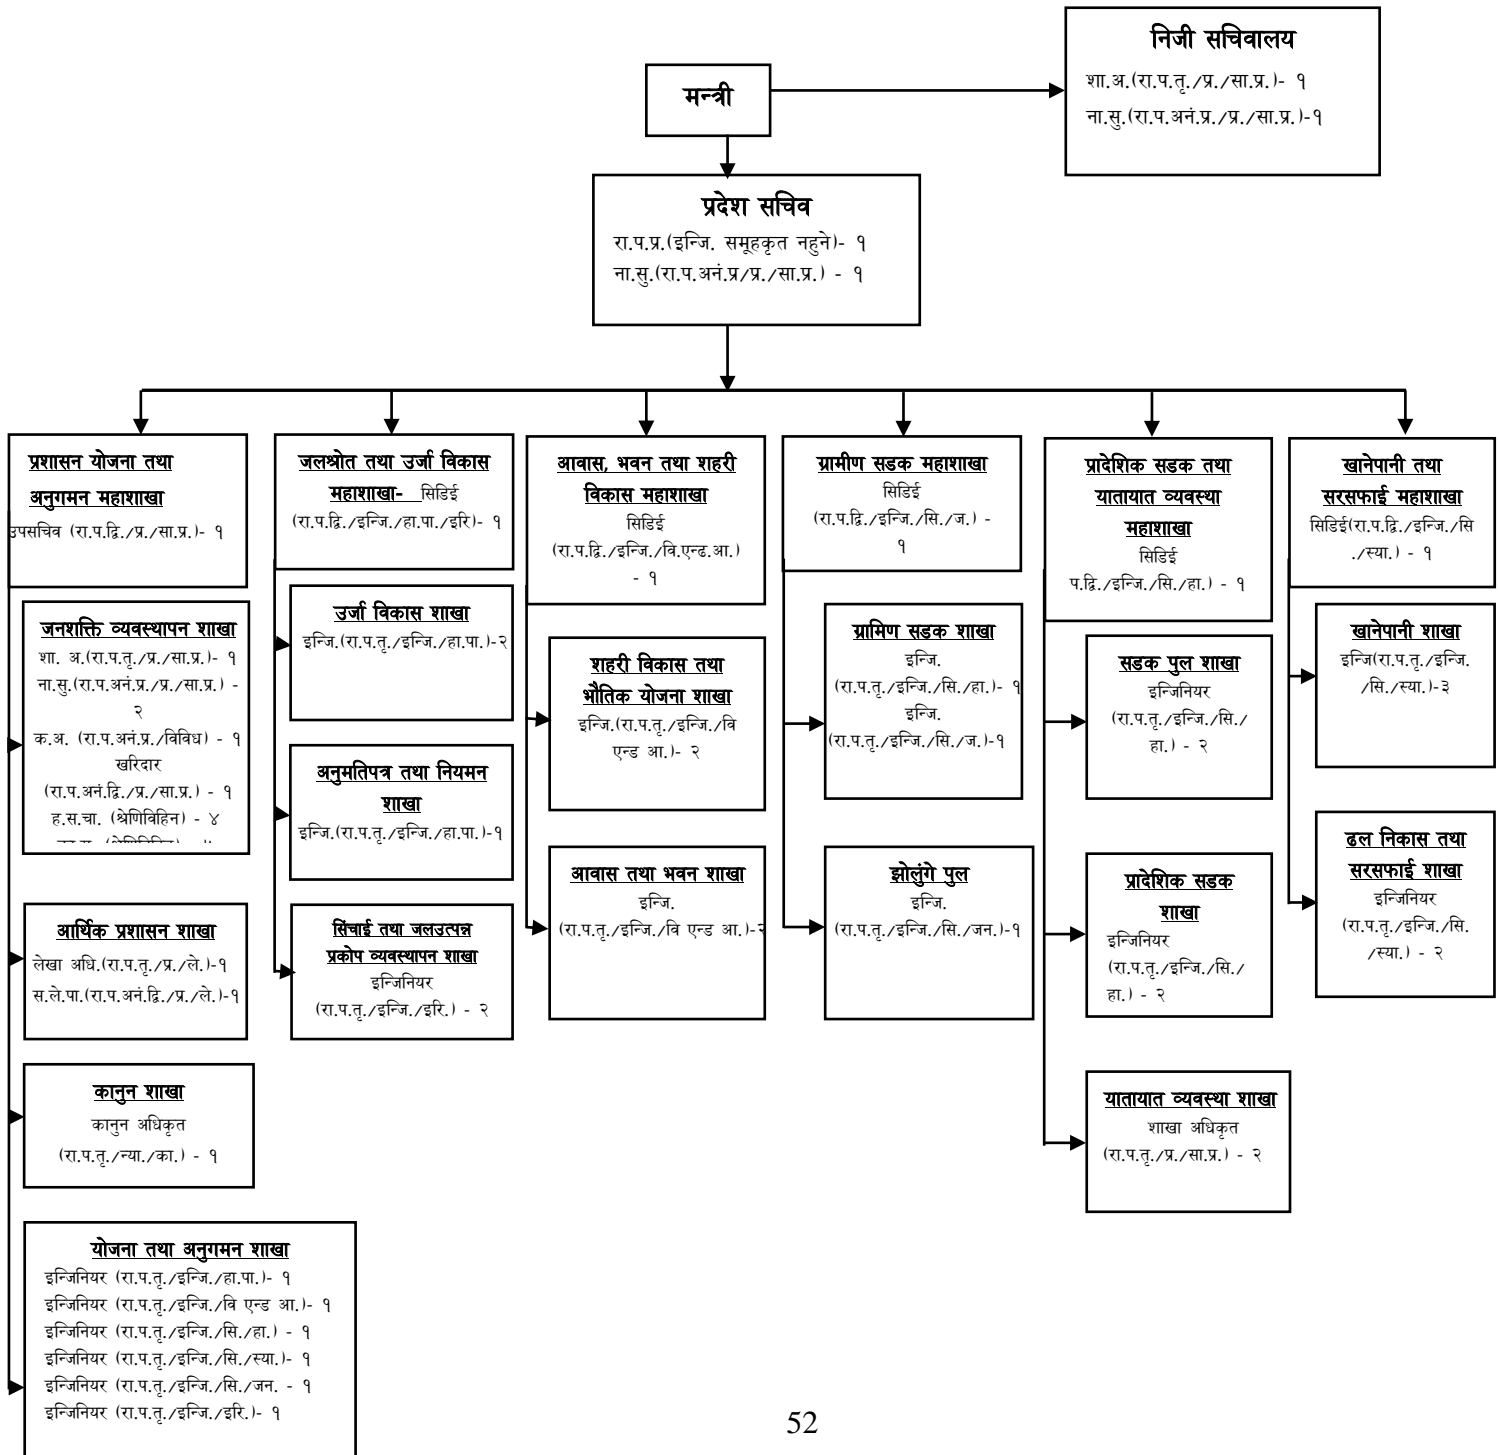 निजी सचिवालय
शा.अ.(रा.प.तृ./प्र./सा.प्र.)- १
ना.सु.(रा.प.अनं.प्र./प्र./सा.प्र.)-१
मन्त्री
प्रदेश सचिव
रा.प.प्र.(इन्जि. समूहकृत नहुने)- १
ना.सु.(रा.प.अनं.प्र/प्र./सा.प्र.) - १
प्रशासन योजना तथा
अनुगमन महाशाखा
उपसचिव (रा.प.द्वि./प्र./सा.प्र.)- १
जनशक्ति व्यवस्थापन शाखा
शा. अ.(रा.प.तृ./प्र./सा.प्र.)- १
ना.सु.(रा.प.अनं.प्र./प्र./सा.प्र.) -
२
क.अ. (रा.प.अनं.प्र./विविध) - १
खरिदार
(रा.प.अनं.द्वि./प्र./सा.प्र.) - १
ह.स.चा. (श्रेणिविहिन) - ४
आर्थिक प्रशासन शाखा
लेखा अधि.(रा.प.तृ./प्र./ले.)-१
स.ले.पा.(रा.प.अनं.द्वि./प्र./ले.)-१
कानुन शाखा
कानुन अधिकृत
(रा.प.तृ./न्या./का.) - १
योजना तथा अनुगमन शाखा
इन्जिनियर (रा.प.तृ./इन्जि./हा.पा.)- १
इन्जिनियर (रा.प.तृ./इन्जि./वि एन्ड आ.)- १
इन्जिनियर (रा.प.तृ./इन्जि./सि./हा.) - १
इन्जिनियर (रा.प.तृ./इन्जि./सि./स्या.)- १
इन्जिनियर (रा.प.तृ./इन्जि./सि./जन. - १
इन्जिनियर (रा.प.तृ./इन्जि./इरि.)- १
जलश्रोत तथा उर्जा विकास
महाशाखा- सिडिई
(रा.प.द्वि./इन्जि./हा.पा./इरि)- १
उर्जा विकास शाखा
इन्जि.(रा.प.तृ./इन्जि./हा.पा.)-२
अनुमतिपत्र तथा नियमन
शाखा
इन्जि.(रा.प.तृ./इन्जि./हा.पा.)-१
सिंचाई तथा जलउत्पन्न
प्रकोप व्यवस्थापन शाखा
इन्जिनियर
(रा.प.तृ./इन्जि./इरि.) - २
आवास, भवन तथा शहरी
विकास महाशाखा
सिडिई
(रा.प.द्वि./इन्जि./वि.एन्ढ.आ.)
- १
शहरी विकास तथा
भौतिक योजना शाखा
इन्जि.(रा.प.तृ./इन्जि./वि
एन्ड आ.)- २
आवास तथा भवन शाखा
इन्जि.
(रा.प.तृ./इन्जि./वि एन्ड आ.)-२
ग्रामीण सडक महाशाखा
सिडिई
(रा.प.द्वि./इन्जि./सि./ज.) -
१
ग्रामिण सडक शाखा
इन्जि.
(रा.प.तृ./इन्जि./सि./हा.)- १
इन्जि.
(रा.प.तृ./इन्जि./सि./ज.)-१
झोलुंगे पुल
इन्जि.
(रा.प.तृ./इन्जि./सि./जन.)-१
प्रादेशिक सडक तथा
यातायात व्यवस्था
महाशाखा
सिडिई
प.द्वि./इन्जि./सि./हा.) - १
सडक पुल शाखा
इन्जिनियर
(रा.प.तृ./इन्जि./सि./
हा.) - २
प्रादेशिक सडक
शाखा
इन्जिनियर
(रा.प.तृ./इन्जि./सि./
हा.) - २
यातायात व्यवस्था शाखा
शाखा अधिकृत
(रा.प.तृ./प्र./सा.प्र.) - २
खानेपानी तथा
सरसफाई महाशाखा
सिडिई(रा.प.द्वि./इन्जि./सि
./स्या.) - १
खानेपानी शाखा
इन्जि(रा.प.तृ./इन्जि.
/सि./स्या.)-३
ढल निकास तथा
सरसफाई शाखा
इन्जिनियर
(रा.प.तृ./इन्जि./सि.
/स्या.) - २
52